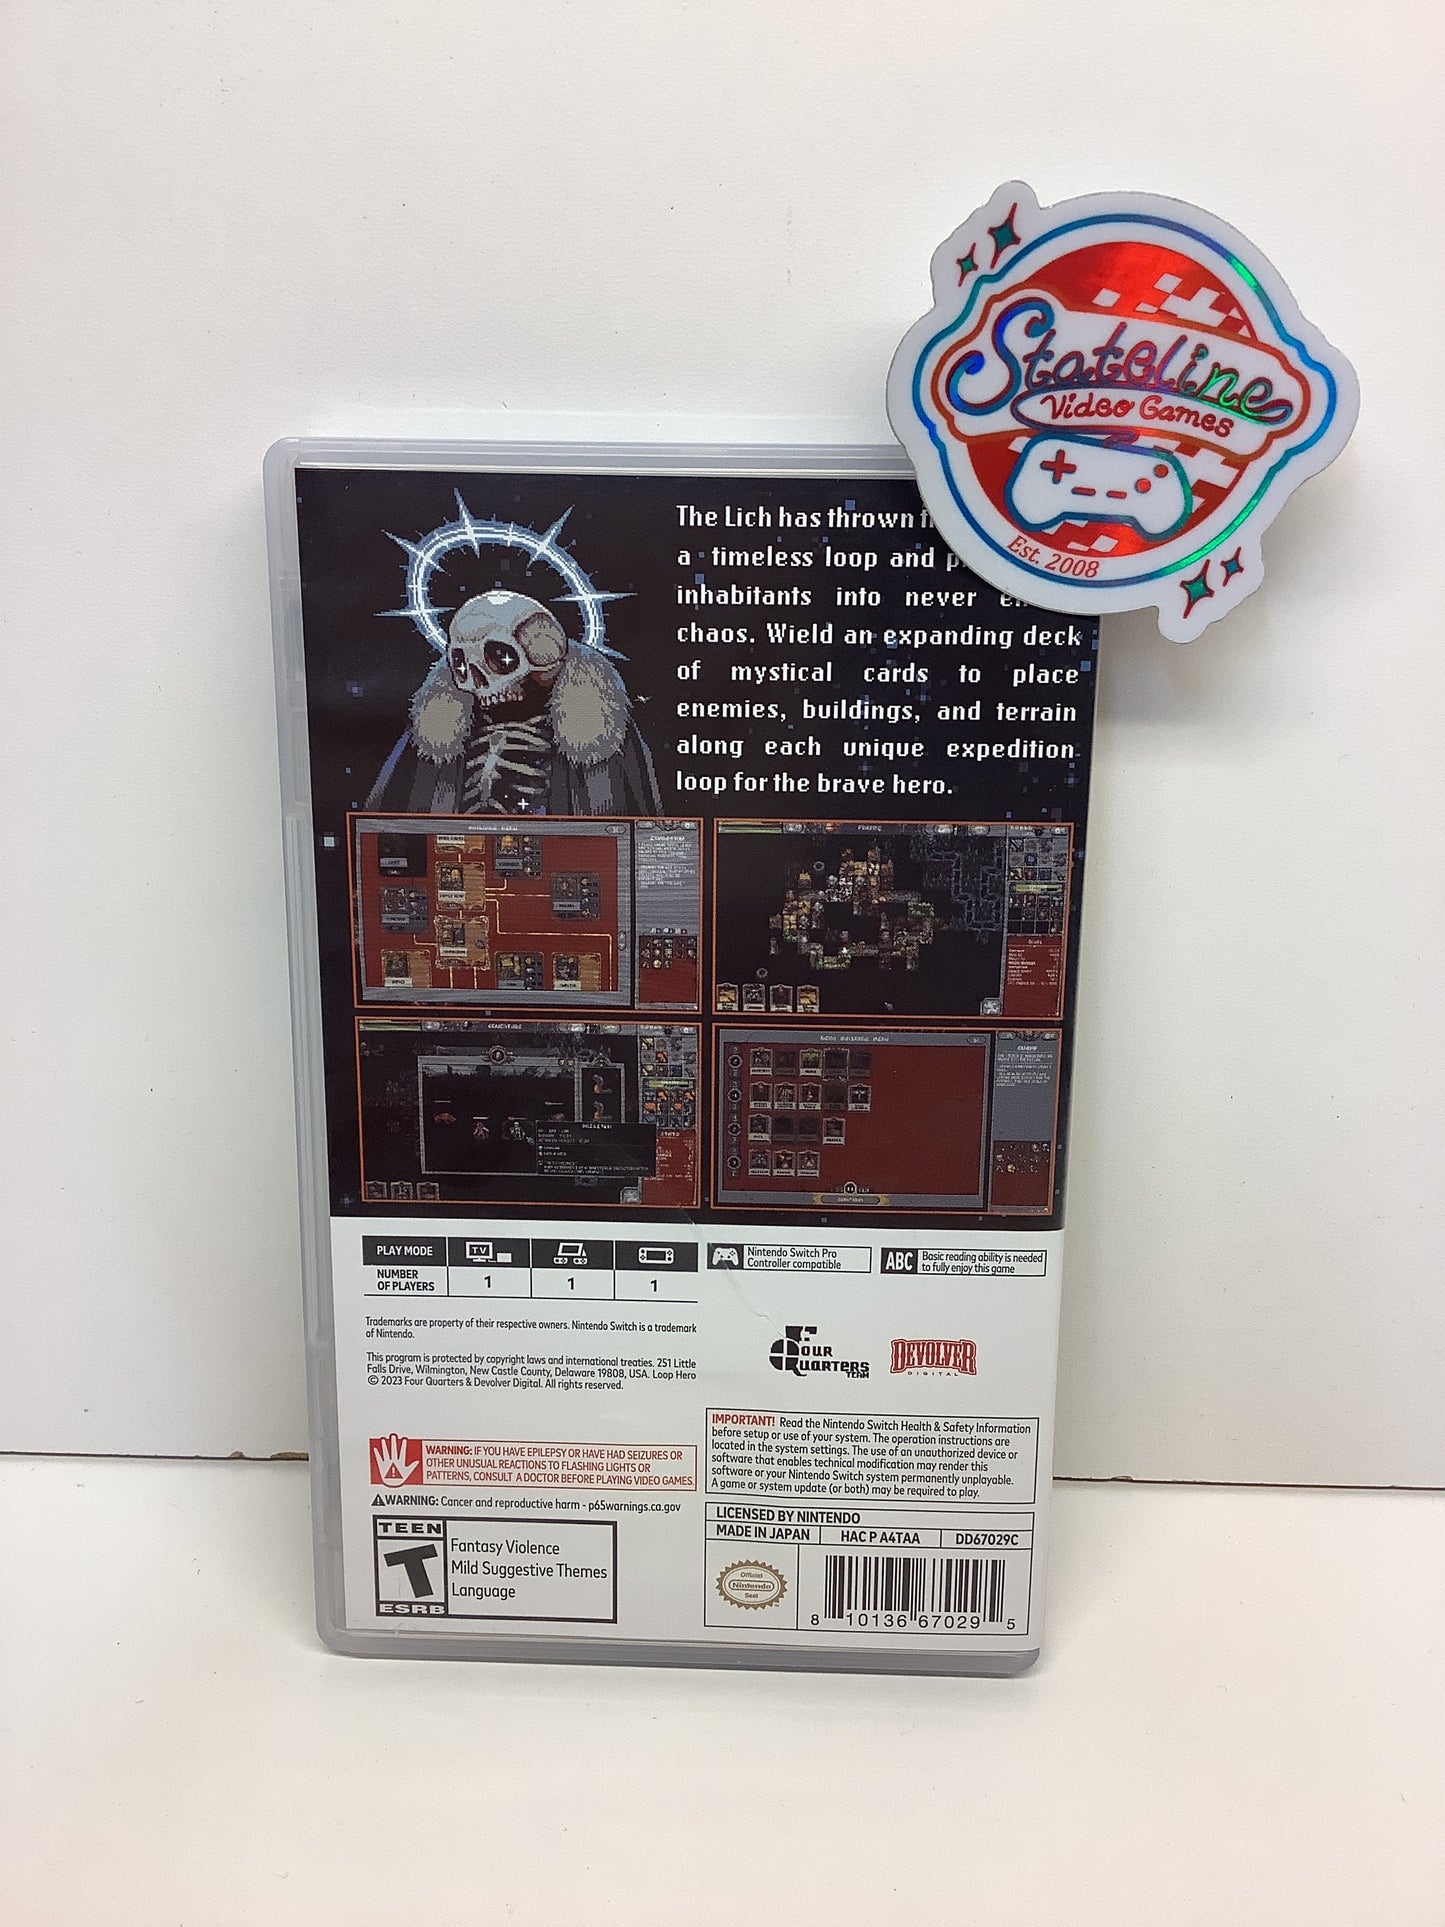 Stateline
Video Games
Est. 2008
The Lich has thrown
a timeless loop and
inhabitants into never
chaos. Wield an expanding deck
of mystical cards to place
enemies, buildings, and terrain
along each unique expedition
loop for the brave hero.
PLAY MODE
TV
NUMBER
OF PLAYERS
1
1
1
Nintendo Switch Pro
Controller compatible
ABC
Basic reading ability is needed
to fully enjoy this game
Trademarks are property of their respective owners. Nintendo Switch is a trademark
of Nintendo.
This program is protected by copyright laws and international treaties. 251 Little
Falls Drive, Wilmington, New Castle County, Delaware 19808, USA. Loop Hero
© 2023 Four Quarters & Devolver Digital. All rights reserved.
FOUR
QUARTERS
TEAM
DEVOLVER
DIGITAL
WARNING: IF YOU HAVE EPILEPSY OR HAVE HAD SEIZURES OR
OTHER UNUSUAL REACTIONS TO FLASHING LIGHTS OR
PATTERNS, CONSULT A DOCTOR BEFORE PLAYING VIDEO GAMES.
WARNING: Cancer and reproductive harm - p65warnings.ca.gov
IMPORTANT! Read the Nintendo Switch Health & Safety Information
before setup or use of your system. The operation instructions are
located in the system settings. The use of an unauthorized device or
software that enables technical modification may render this
software or your Nintendo Switch system permanently unplayable.
A game or system update (or both) may be required to play.
TEEN
T
ESRB
Fantasy Violence
Mild Suggestive Themes
Language
LICENSED BY NINTENDO
MADE IN JAPAN
HAC P A4TAA
DD67029C
Official
Nintendo
Seal
8 10136 67029 5